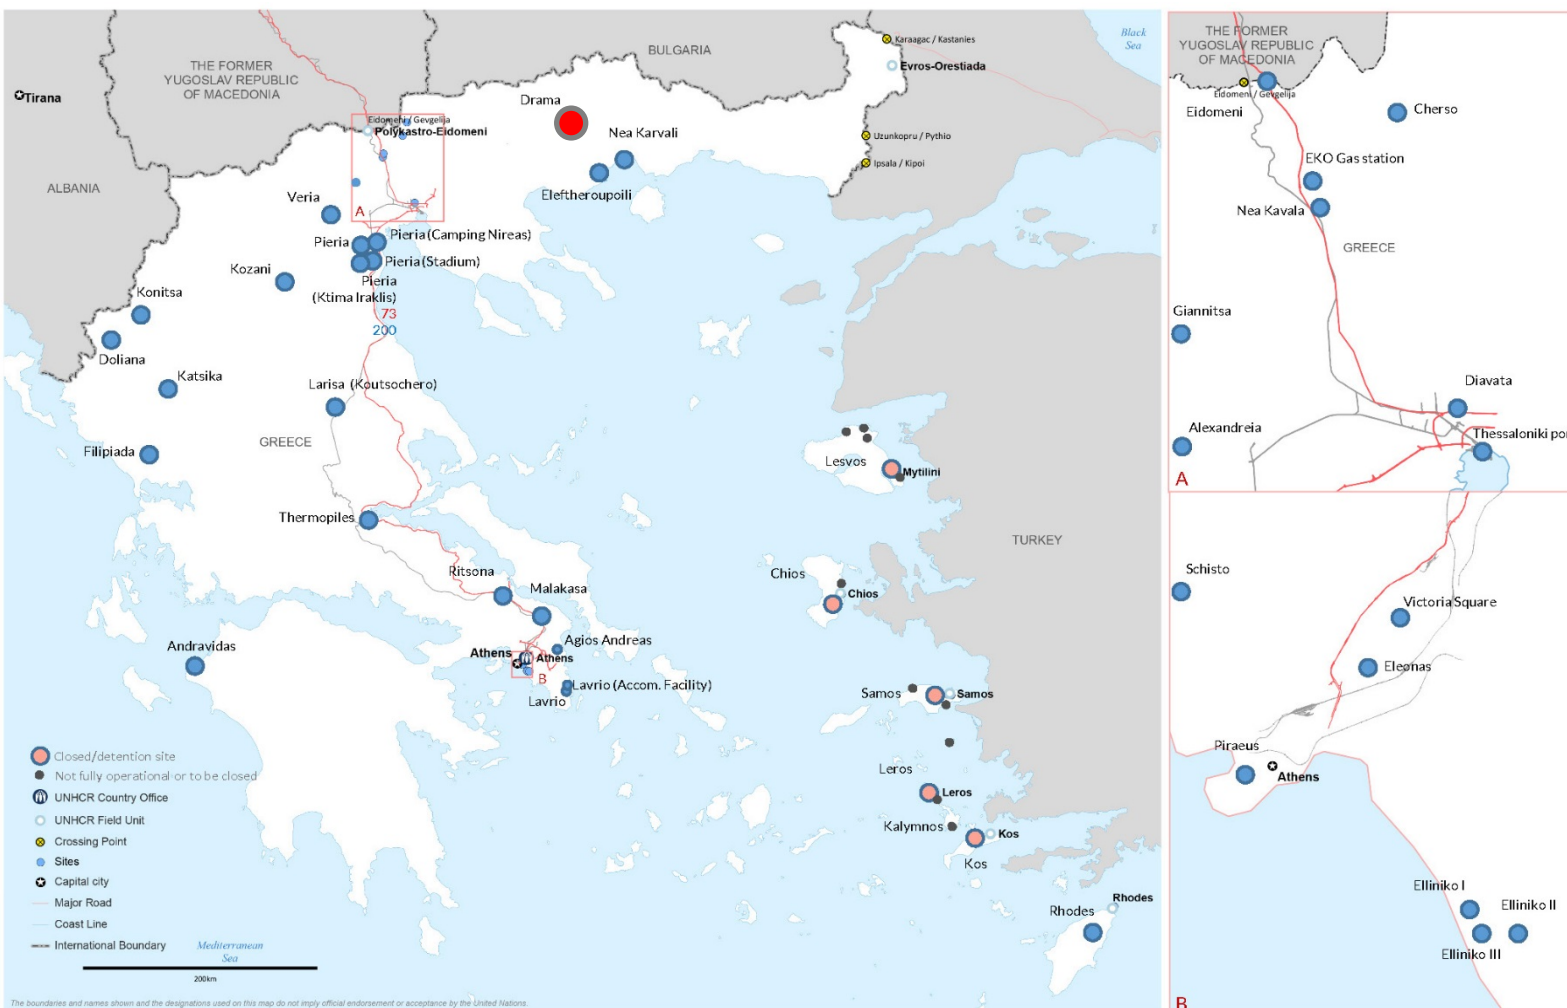 BULGARIA
Black
Sea
Karaagac / Kastanies
Evros-Orestiada
THE FORMER
YUGOSLAV REPUBLIC
OF MACEDONIA
Tirana
Drama
Eidomeni / Gevgelija
Polykastro-Eidomeni
Nea Karvali
Uzunkopru / Pythio
Ipsala / Kipoi
ALBANIA
Eleftheroupoili
Veria
A
Pieria
Pieria (Camping Nireas)
Pieria (Stadium)
Kozani
Pieria
(Ktima Iraklis)
Konitsa
73
200
Doliana
Katsika
Larisa (Koutsochero)
GREECE
Filipiada
Lesvos
Mytilini
Thermopiles
TURKEY
Ritsona
Malakasa
Chios
Chios
Andravidas
Agios Andreas
Athens
Athens
B
Lavrio (Accom. Facility)
Lavrio
Samos
Samos
Leros
Leros
Kalymnos
Kos
Kos
Rhodes
Rhodes
Closed/detention site
Not fully operational or to be closed
UNHCR Country Office
UNHCR Field Unit
Crossing Point
Sites
Capital city
Major Road
Coast Line
International Boundary
Mediterranean
Sea
200km
The boundaries and names shown and the designations used on this map do not imply official endorsement or acceptance by the United Nations.
THE FORMER
YUGOSLAV REPUBLIC
OF MACEDONIA
Eidomeni / Gevgelija
Eidomeni
Cherso
EKO Gas station
Nea Kavala
GREECE
Giannitsa
Diavata
Alexandreia
Thessaloniki por
A
Schisto
Victoria Square
Eleonas
Piraeus
Athens
Elliniko I
Elliniko II
Elliniko III
B